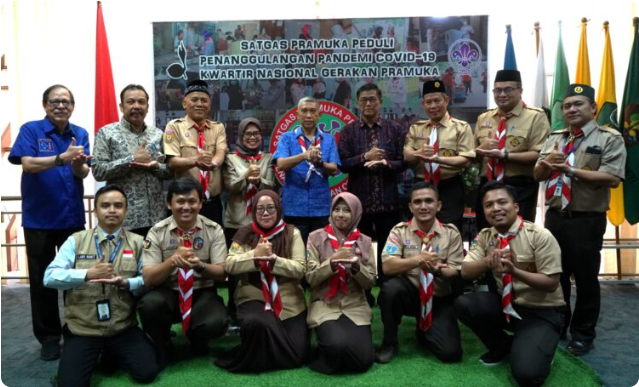 SATGAS PRAMUKA PEDULI
PENANGGULANGAN PANDEMI COVID-19
KWARTIR NASIONAL GERAKAN PRAMUKA